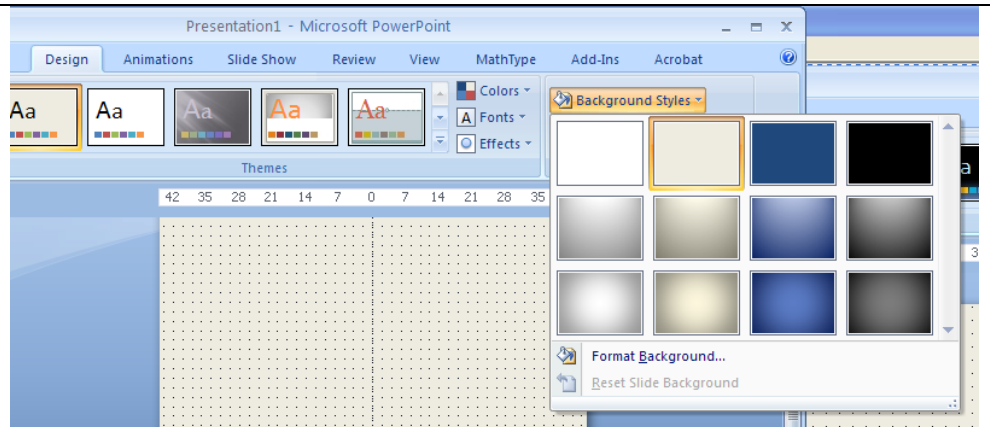 Presentation1 - Microsoft PowerPoint
Design Animations Slide Show Review View MathType Add-Ins Acrobat
Aa Aa Aa Aa Aa
Colors
Fonts
Effects
Background Styles
Themes
42 35 28 21 14 7 0 7 14 21 28 35
a
3
Format Background...
Reset Slide Background